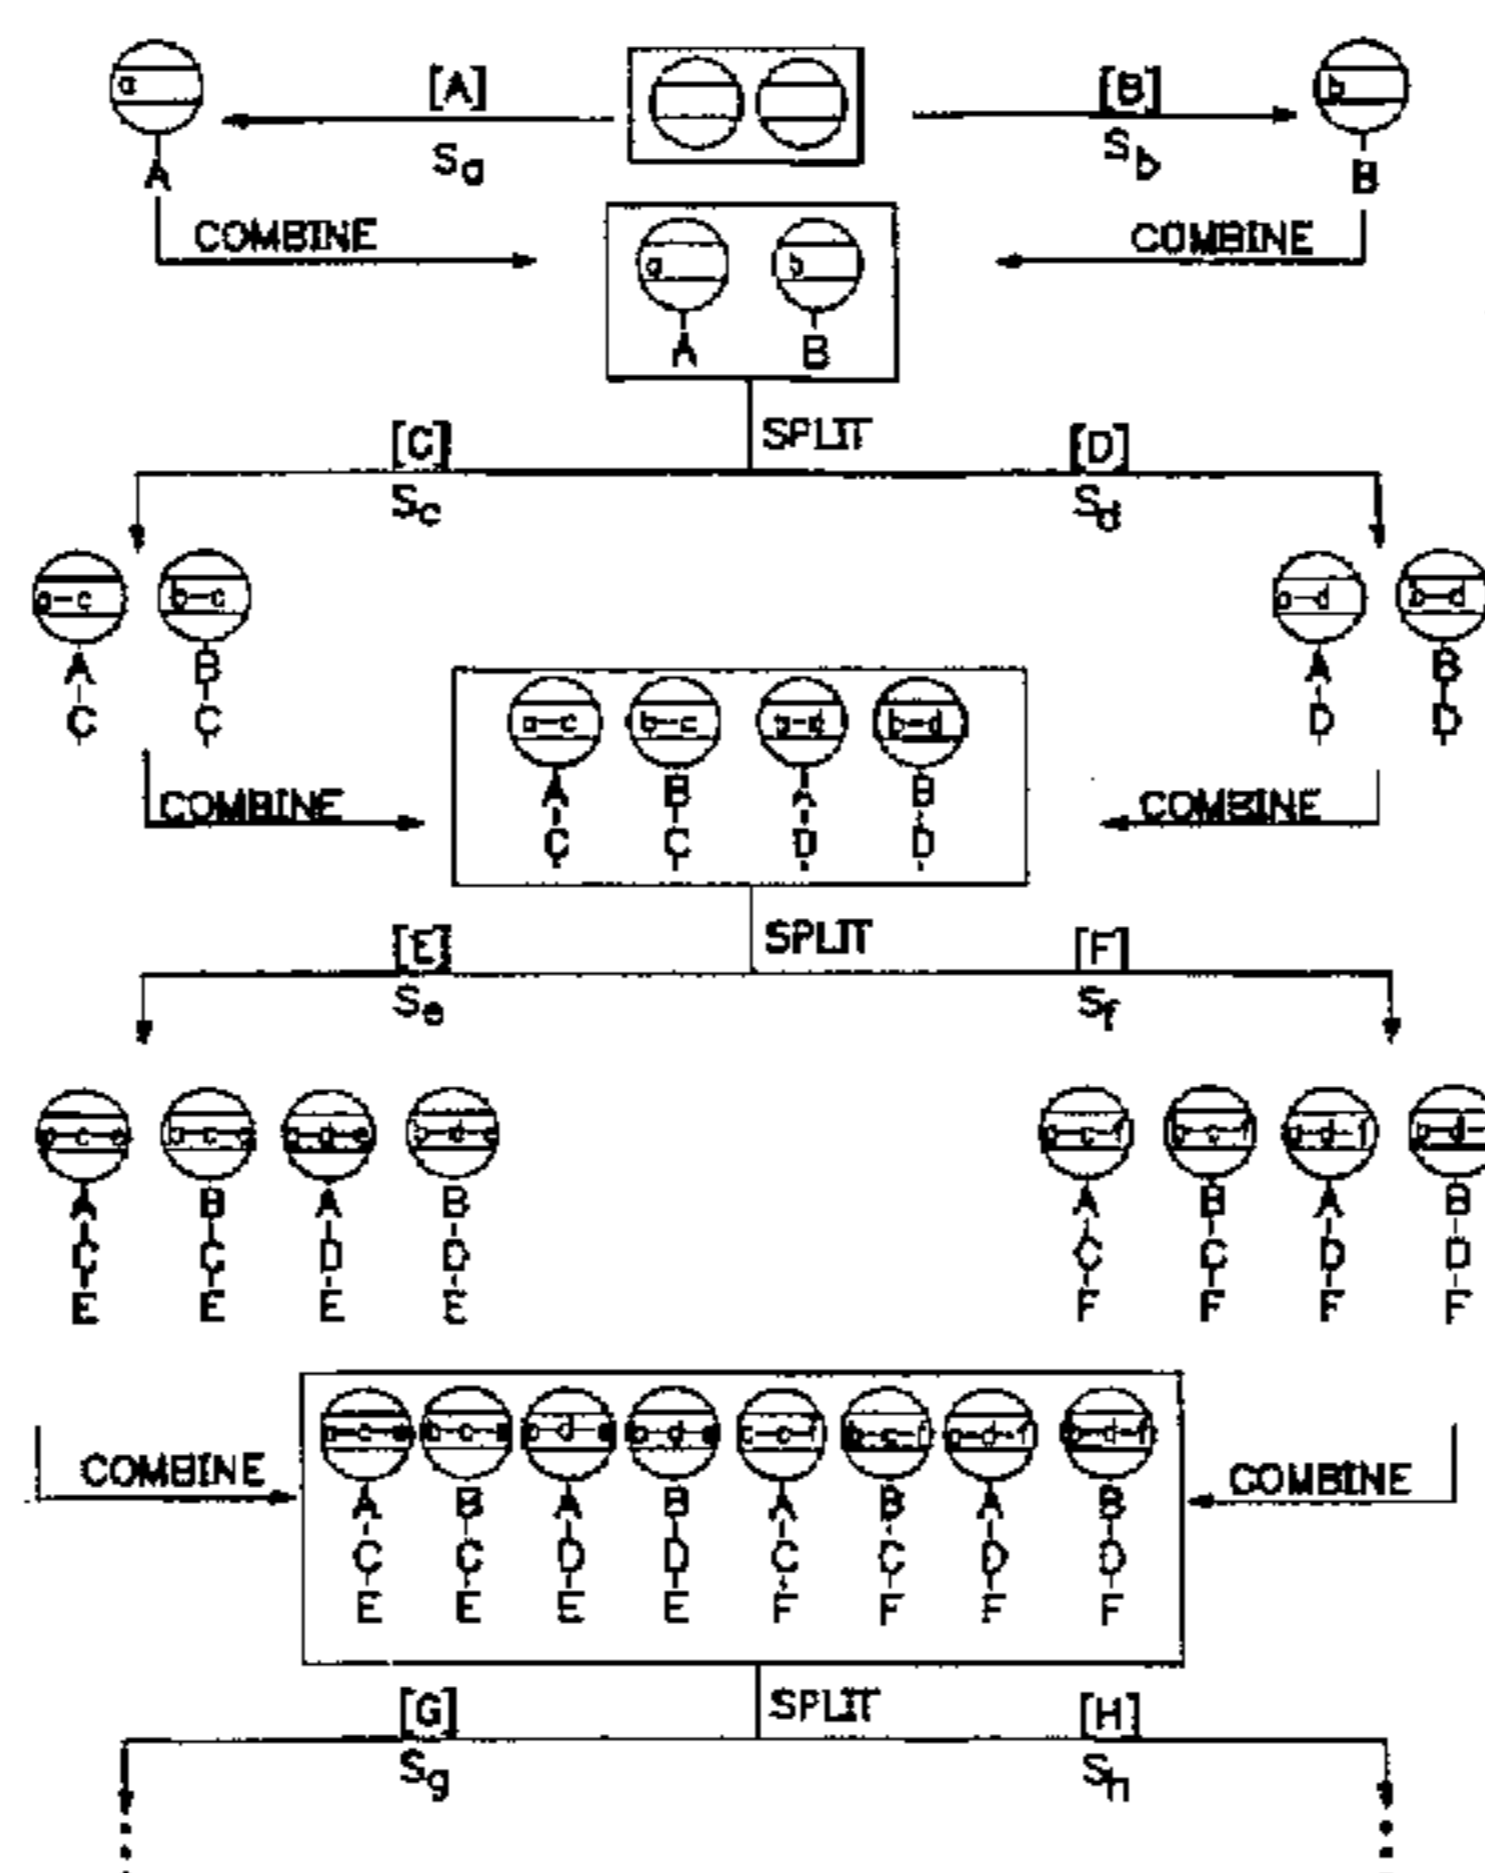 a [A] [B] b
Sa Sb
A B
COMBINE COMBINE
a b
A B
SPLIT
[C] [D]
Sc Sd
a-c b-c a-d b-d
A B A B
C C D D
a-c b-c a-d b-d
A B A B
COMBINE COMBINE
C C D D
SPLIT
[E] [F]
Se Sf
a-c-e b-c-e a-d-e b-d-e a-c-f b-c-f a-d-f
A B A B A B A B
C C D D C C D D
E E E E F F F F
a-c-e b-c-e a-d-e b-d-e a-c-f b-c-f a-d-f b-d-f
COMBINE COMBINE
A B A B A B A B
C C D D C C D D
E E E E F F F F
SPLIT
[G] [H]
Sg Sh